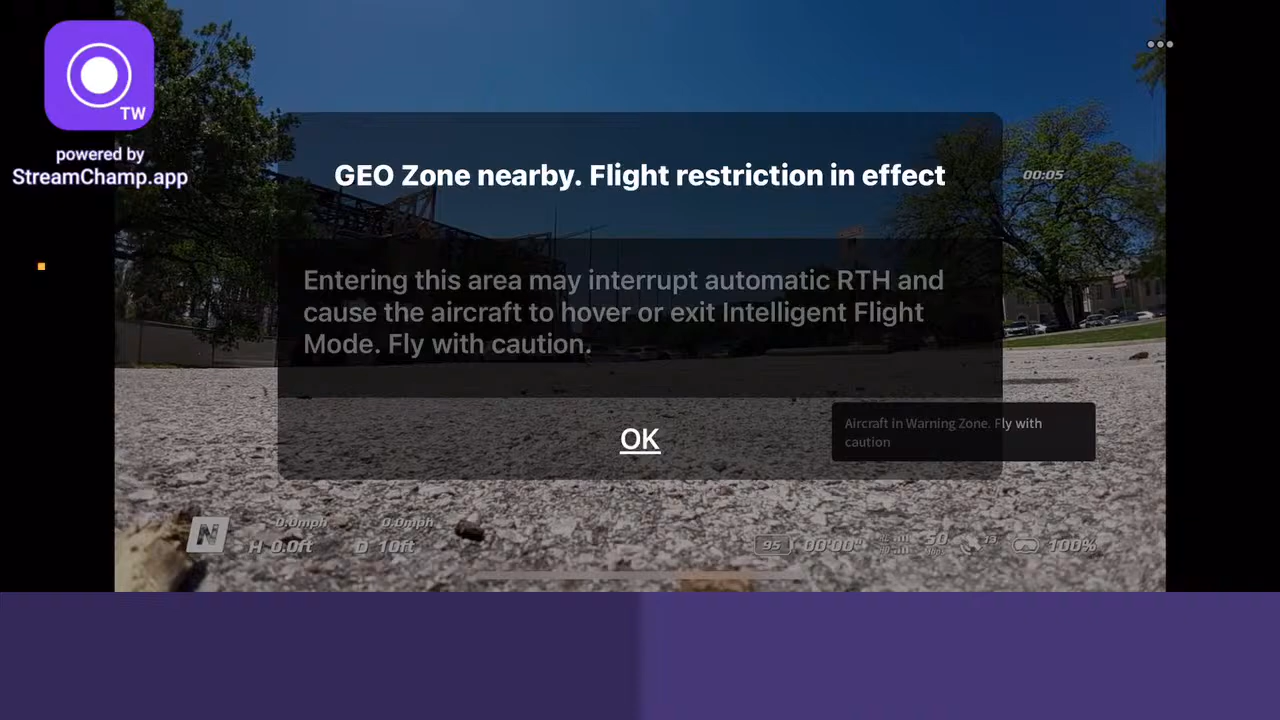 TW
powered by
StreamChamp.app
GEO Zone nearby. Flight restriction in effect
00:05
Entering this area may interrupt automatic RTH and
cause the aircraft to hover or exit Intelligent Flight
Mode. Fly with caution.
Aircraft in Warning Zone. Fly with
caution
OK
N
0.0mph
0.0mph
H 0.0ft
D 10ft
95
00'00"
50
Mbps
13
100%